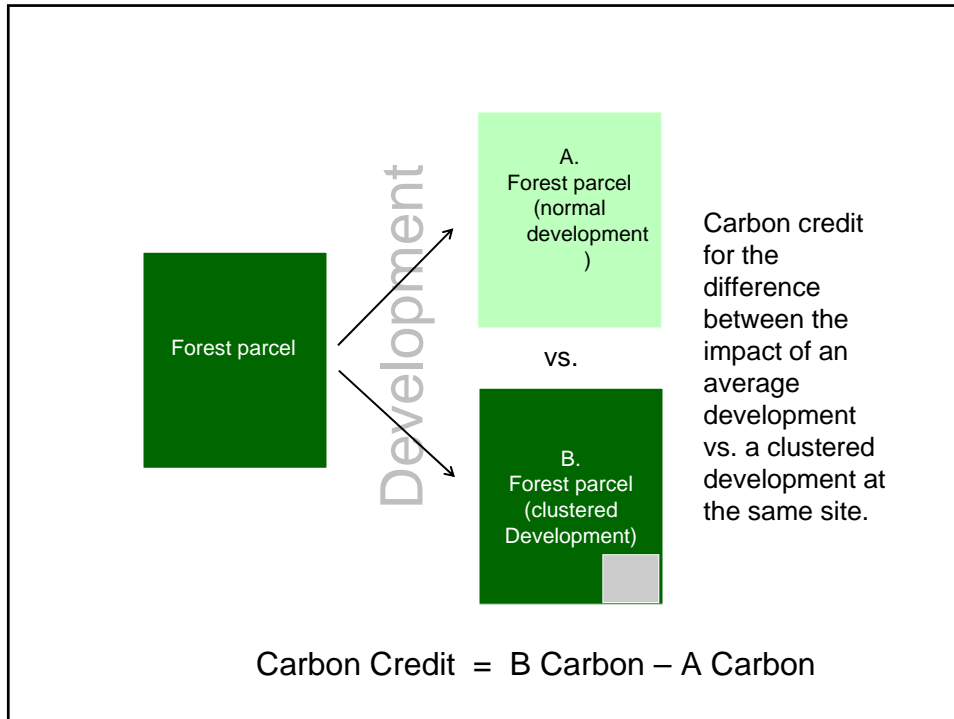 Forest parcel
Development
A.
Forest parcel
(normal
development
)
vs.
B.
Forest parcel
(clustered
Development)
Carbon credit
for the
difference
between the
impact of an
average
development
vs. a clustered
development at
the same site.
Carbon Credit = B Carbon – A Carbon